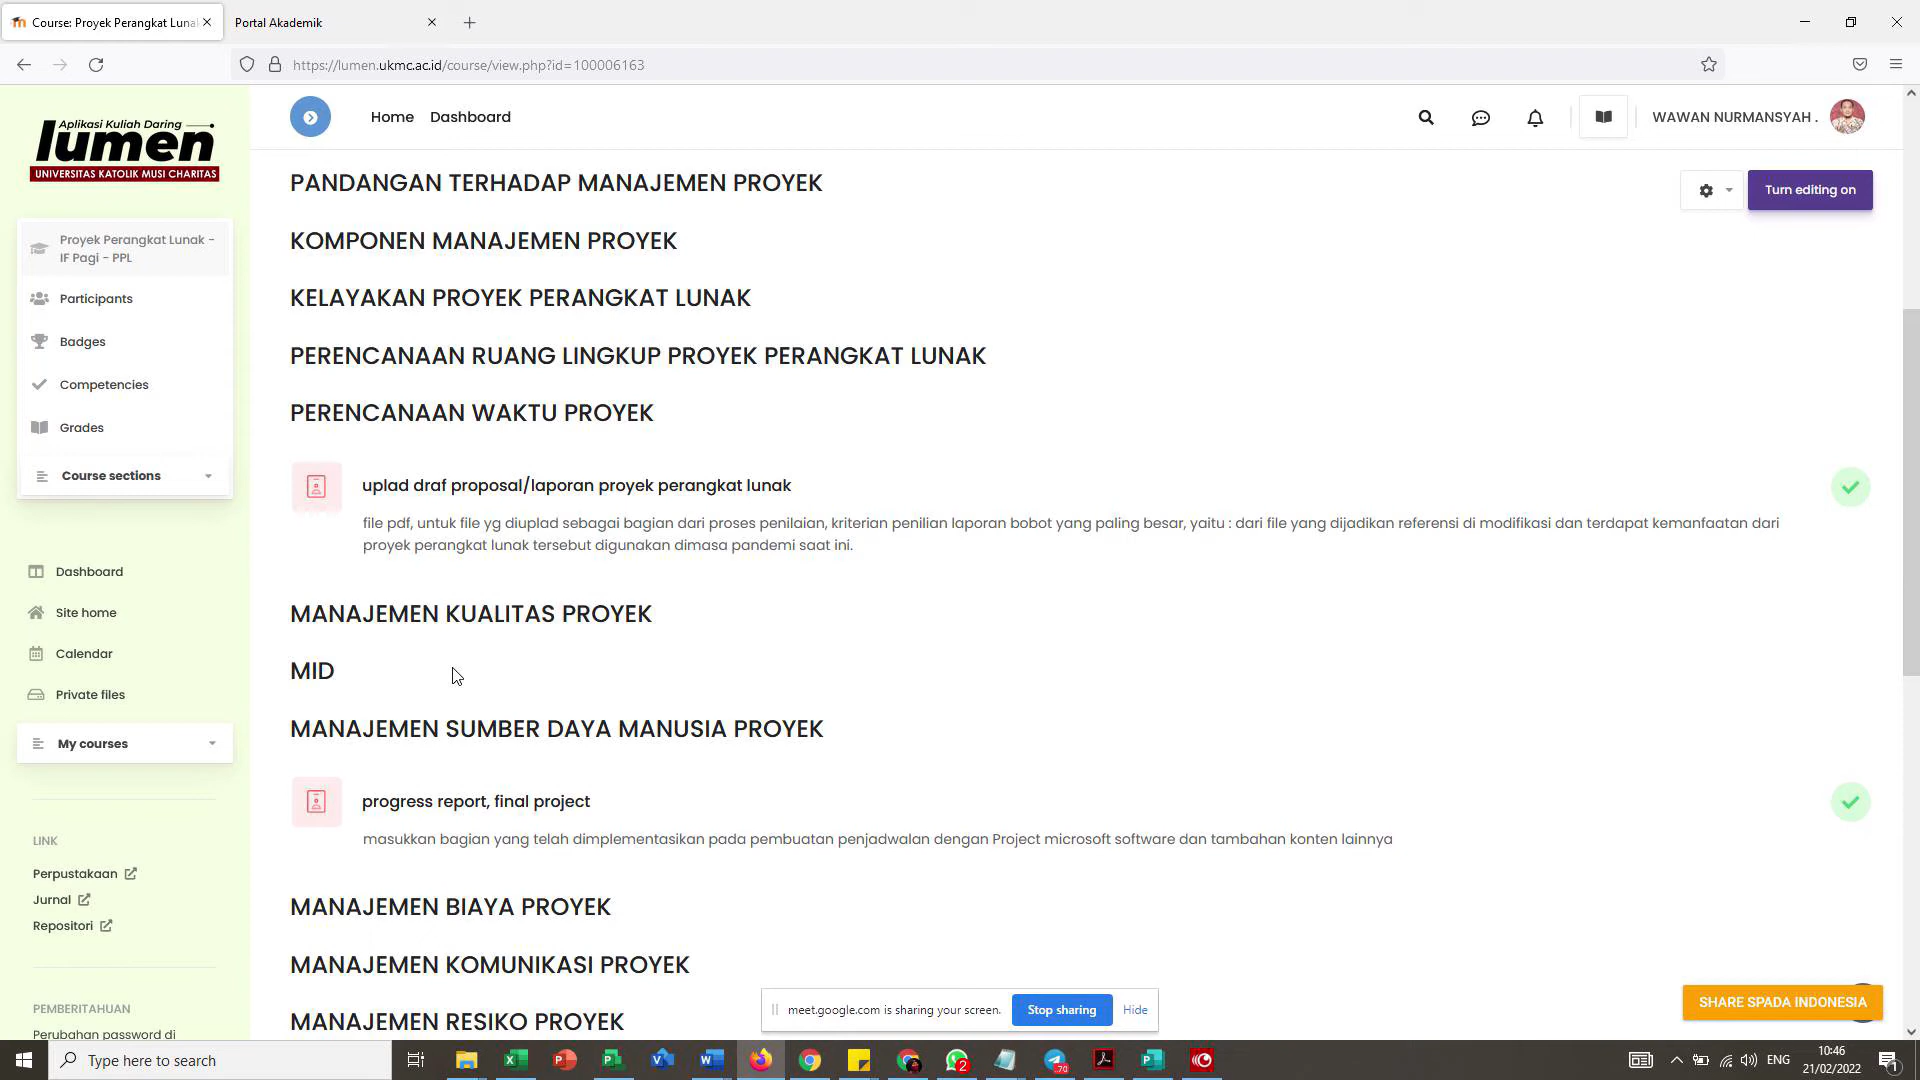 Course: Proyek Perangkat Luna
Portal Akademik
https://lumen.ukmc.ac.id/course/view.php?id=100006163
Aplikasi Kuliah Daring
lumen
UNIVERSITAS KATOLIK MUSI CHARITAS
Home
Dashboard
WAWAN NURMANSYAH .
Turn editing on
Proyek Perangkat Lunak -
IF Pagi - PPL
Participants
Badges
Competencies
Grades
Course sections
Dashboard
Site home
Calendar
Private files
My courses
LINK
Perpustakaan
Jurnal
Repositori
PEMBERITAHUAN
Perubahan password di
PANDANGAN TERHADAP MANAJEMEN PROYEK
KOMPONEN MANAJEMEN PROYEK
KELAYAKAN PROYEK PERANGKAT LUNAK
PERENCANAAN RUANG LINGKUP PROYEK PERANGKAT LUNAK
PERENCANAAN WAKTU PROYEK
uplad draf proposal/laporan proyek perangkat lunak
file pdf, untuk file yg diuplad sebagai bagian dari proses penilaian, kriterian penilian laporan bobot yang paling besar, yaitu : dari file yang dijadikan referensi di modifikasi dan terdapat kemanfaatan dari
proyek perangkat lunak tersebut digunakan dimasa pandemi saat ini.
MANAJEMEN KUALITAS PROYEK
MID
MANAJEMEN SUMBER DAYA MANUSIA PROYEK
progress report, final project
masukkan bagian yang telah dimplementasikan pada pembuatan penjadwalan dengan Project microsoft software dan tambahan konten lainnya
MANAJEMEN BIAYA PROYEK
MANAJEMEN KOMUNIKASI PROYEK
MANAJEMEN RESIKO PROYEK
meet.google.com is sharing your screen.
Stop sharing
Hide
SHARE SPADA INDONESIA
Type here to search
2
70
ENG
10:46
21/02/2022
1